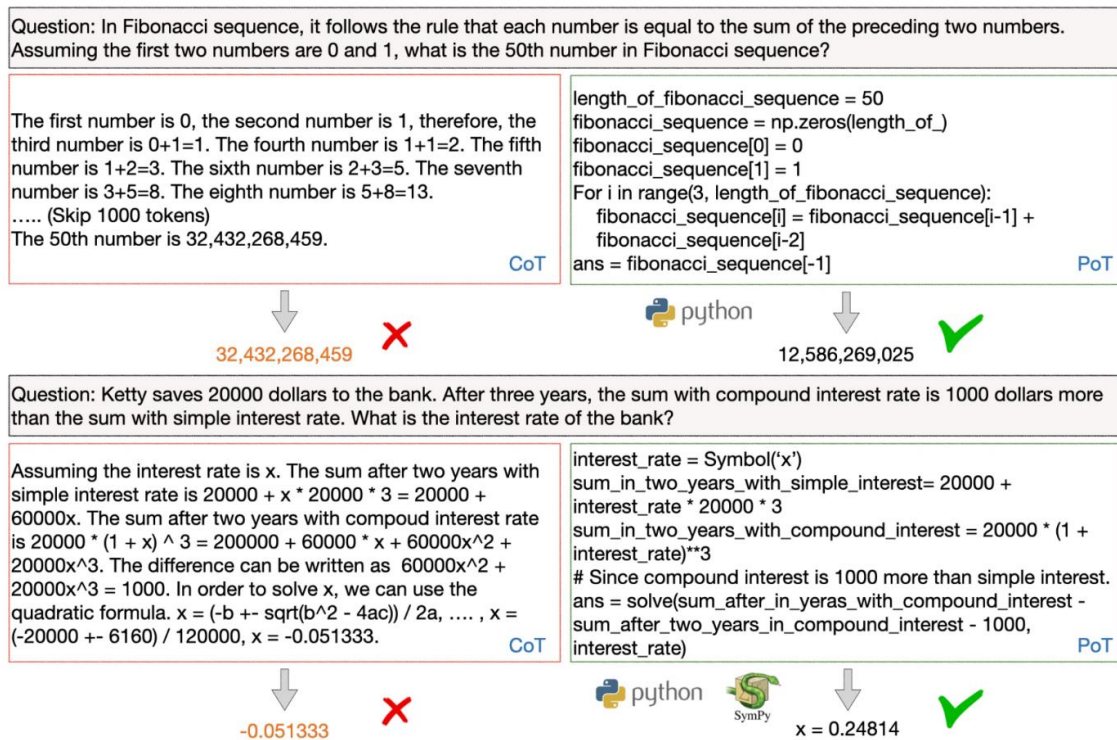 Question: In Fibonacci sequence, it follows the rule that each number is equal to the sum of the preceding two numbers.
Assuming the first two numbers are 0 and 1, what is the 50th number in Fibonacci sequence?
The first number is 0, the second number is 1, therefore, the
third number is 0+1=1. The fourth number is 1+1=2. The fifth
number is 1+2=3. The sixth number is 2+3=5. The seventh
number is 3+5=8. The eighth number is 5+8=13.
….. (Skip 1000 tokens)
The 50th number is 32,432,268,459.
CoT
32,432,268,459
length_of_fibonacci_sequence = 50
fibonacci_sequence = np.zeros(length_of_)
fibonacci_sequence[0] = 0
fibonacci_sequence[1] = 1
For i in range(3, length_of_fibonacci_sequence):
fibonacci_sequence[i] = fibonacci_sequence[i-1] +
fibonacci_sequence[i-2]
ans = fibonacci_sequence[-1]
PoT
python
12,586,269,025
Question: Ketty saves 20000 dollars to the bank. After three years, the sum with compound interest rate is 1000 dollars more
than the sum with simple interest rate. What is the interest rate of the bank?
Assuming the interest rate is x. The sum after two years with
simple interest rate is 20000 + x * 20000 * 3 = 20000 +
60000x. The sum after two years with compoud interest rate
is 20000 * (1 + x) ^ 3 = 200000 + 60000 * x + 60000x^2 +
20000x^3. The difference can be written as 60000x^2 +
20000x^3 = 1000. In order to solve x, we can use the
quadratic formula. x = (-b +- sqrt(b^2 - 4ac)) / 2a, …. , x =
(-20000 +- 6160) / 120000, x = -0.051333.
CoT
-0.051333
interest_rate = Symbol(‘x’)
sum_in_two_years_with_simple_interest= 20000 +
interest_rate * 20000 * 3
sum_in_two_years_with_compound_interest = 20000 * (1 +
interest_rate)**3
# Since compound interest is 1000 more than simple interest.
ans = solve(sum_after_in_yeras_with_compound_interest -
sum_after_two_years_in_compound_interest - 1000,
interest_rate)
PoT
python
SymPy
x = 0.24814